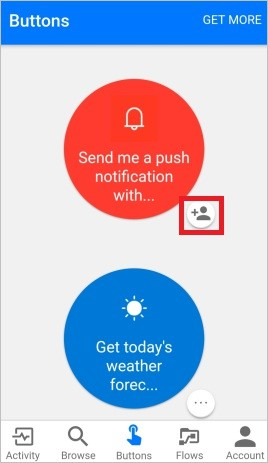 Buttons GET MORE
Send me a push
notification
with...
Get today's
weather
forec...
Activity Browse Buttons Flows Account